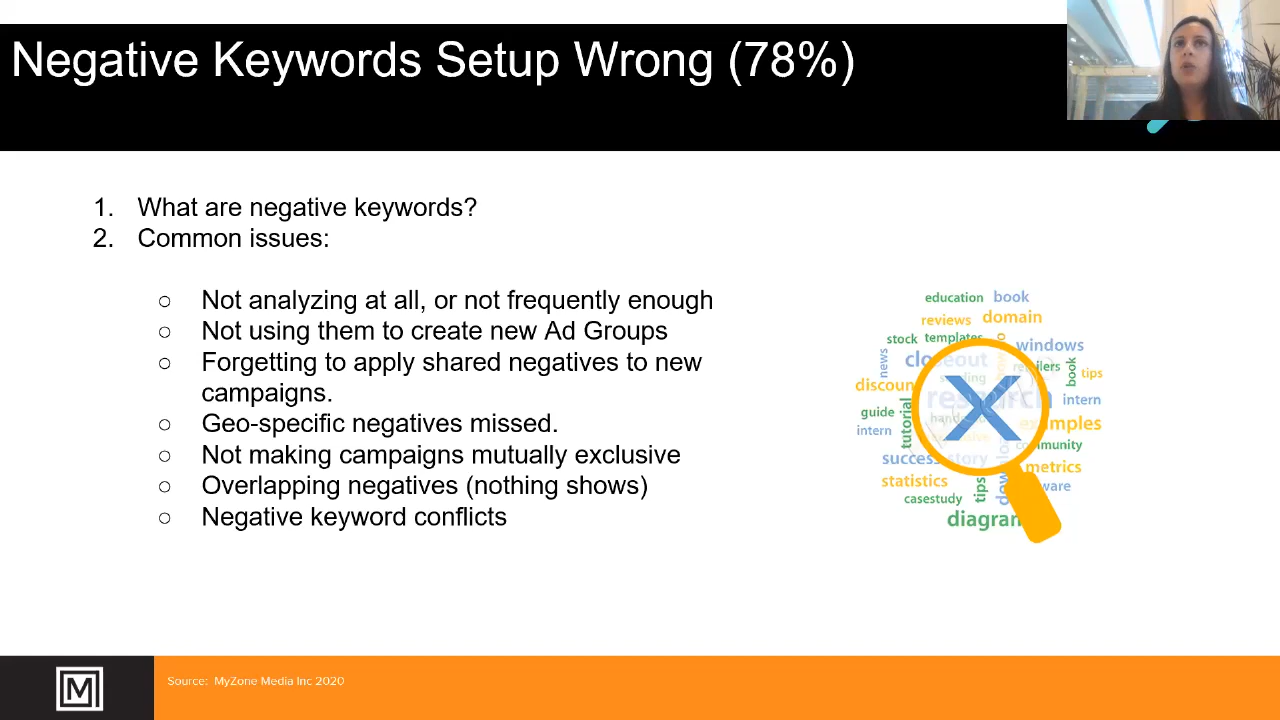 Negative Keywords Setup Wrong (78%)
1. What are negative keywords?
2. Common issues:
○ Not analyzing at all, or not frequently enough
○ Not using them to create new Ad Groups
○ Forgetting to apply shared negatives to new
campaigns.
○ Geo-specific negatives missed.
○ Not making campaigns mutually exclusive
○ Overlapping negatives (nothing shows)
○ Negative keyword conflicts
education book
reviews domain
stock templates
windows
news
closeout
book
tips
discount
research
intern
guide
tutorial
examples
intern
community
success story
metrics
statistics
tips
casestudy
diagram
X
M
Source: MyZone Media Inc 2020